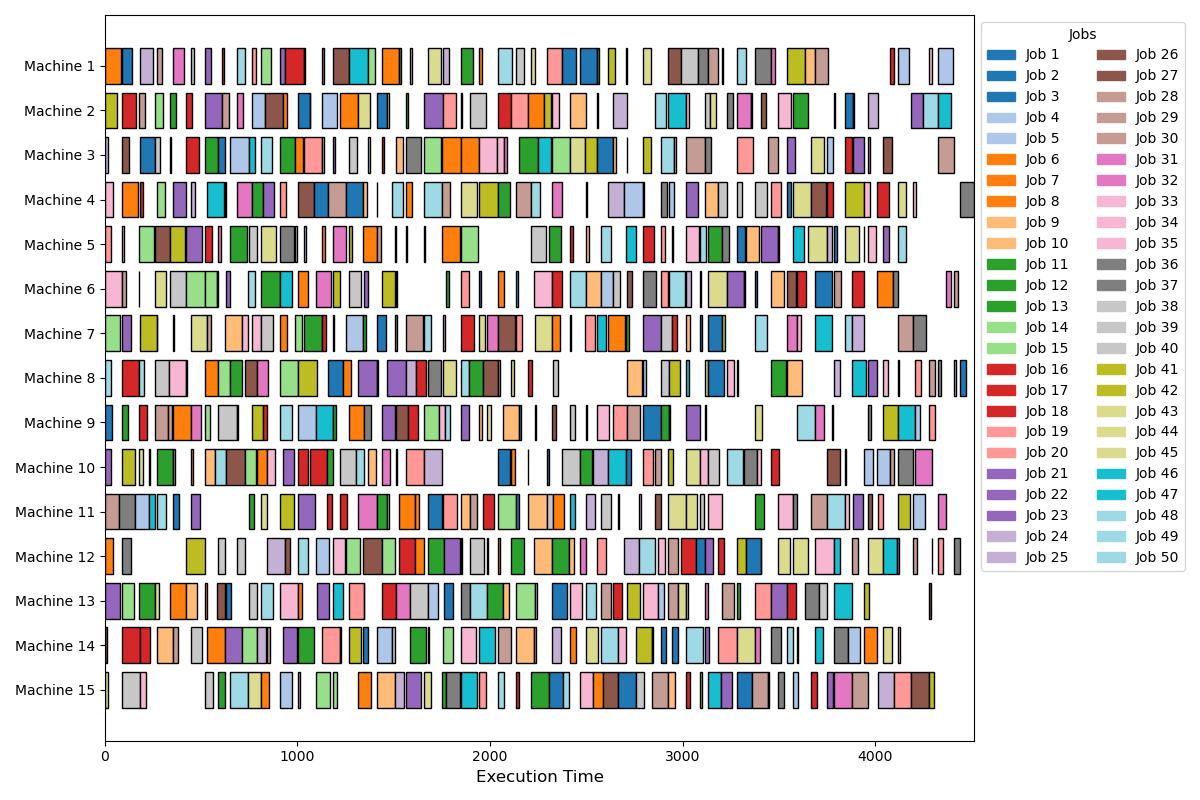 Machine 1
Machine 2
Machine 3
Machine 4
Machine 5
Machine 6
Machine 7
Machine 8
Machine 9
Machine 10
Machine 11
Machine 12
Machine 13
Machine 14
Machine 15
0 1000 2000 3000 4000
Execution Time
Jobs
Job 1 Job 26
Job 2 Job 27
Job 3 Job 28
Job 4 Job 29
Job 5 Job 30
Job 6 Job 31
Job 7 Job 32
Job 8 Job 33
Job 9 Job 34
Job 10 Job 35
Job 11 Job 36
Job 12 Job 37
Job 13 Job 38
Job 14 Job 39
Job 15 Job 40
Job 16 Job 41
Job 17 Job 42
Job 18 Job 43
Job 19 Job 44
Job 20 Job 45
Job 21 Job 46
Job 22 Job 47
Job 23 Job 48
Job 24 Job 49
Job 25 Job 50